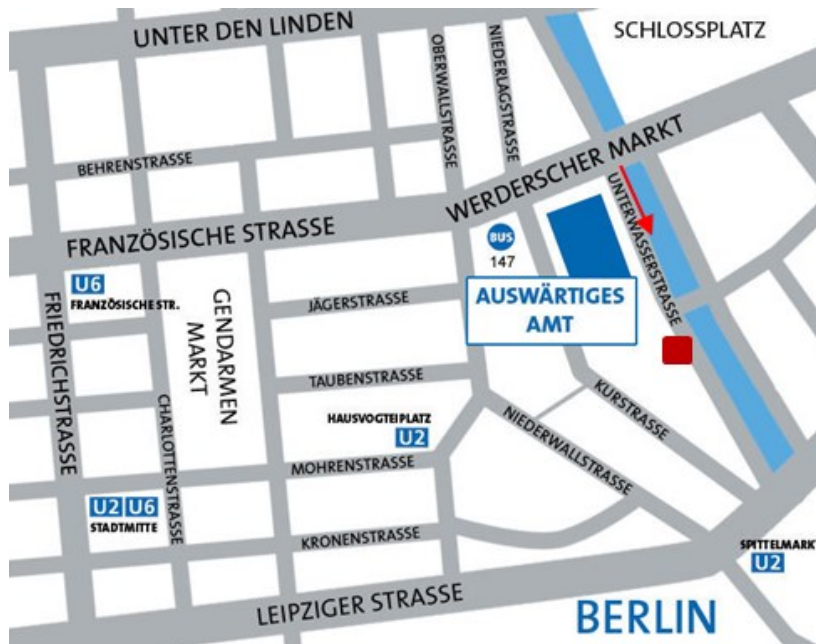 UNTER DEN LINDEN
SCHLOSSPLATZ
OBERWALLSTRASSE
NIEDERLAGSTRASSE
BEHRENSTRASSE
WERDERSCHER MARKT
UNTERWASSERSTRASSE
FRANZÖSISCHE STRASSE
BUS
147
U6
FRANZÖSISCHE STR.
FRIEDRICHSTRASSE
GENDARMEN
MARKT
JÄGERSTRASSE
AUSWÄRTIGES
AMT
TAUBENSTRASSE
CHARLOTTENSTRASSE
HAUSVOGTEIPLATZ
U2
KURSTRASSE
NIEDERWALLSTRASSE
MOHRENSTRASSE
U2 U6
STADTMITTE
KRONENSTRASSE
SPITTELMARKT
U2
LEIPZIGER STRASSE
BERLIN